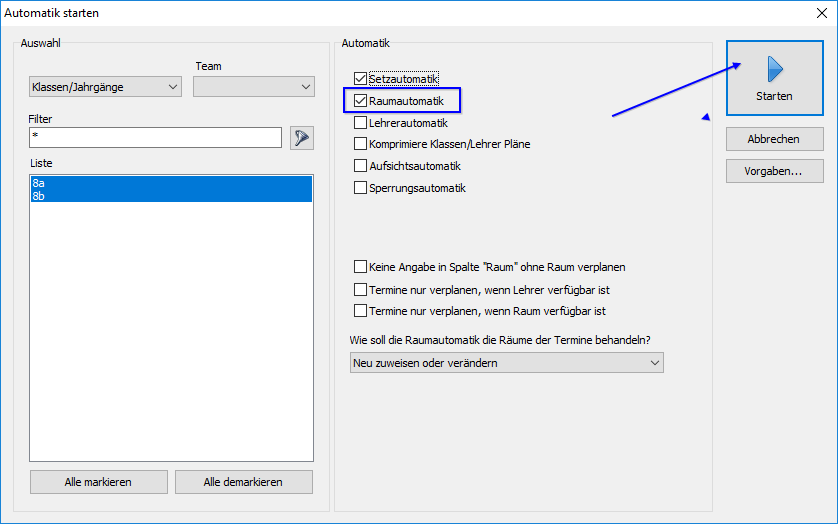 Automatik starten
Auswahl
Team
Klassen/Jahrgänge
Filter
*
Liste
8a
8b
Alle markieren
Alle demarkieren
Automatik
Setzautomatik
Raumautomatik
Lehrerautomatik
Komprimiere Klassen/Lehrer Pläne
Aufsichtsautomatik
Sperrungsautomatik
Keine Angabe in Spalte "Raum" ohne Raum verplanen
Termine nur verplanen, wenn Lehrer verfügbar ist
Termine nur verplanen, wenn Raum verfügbar ist
Wie soll die Raumautomatik die Räume der Termine behandeln?
Neu zuweisen oder verändern
Starten
Abbrechen
Vorgaben...